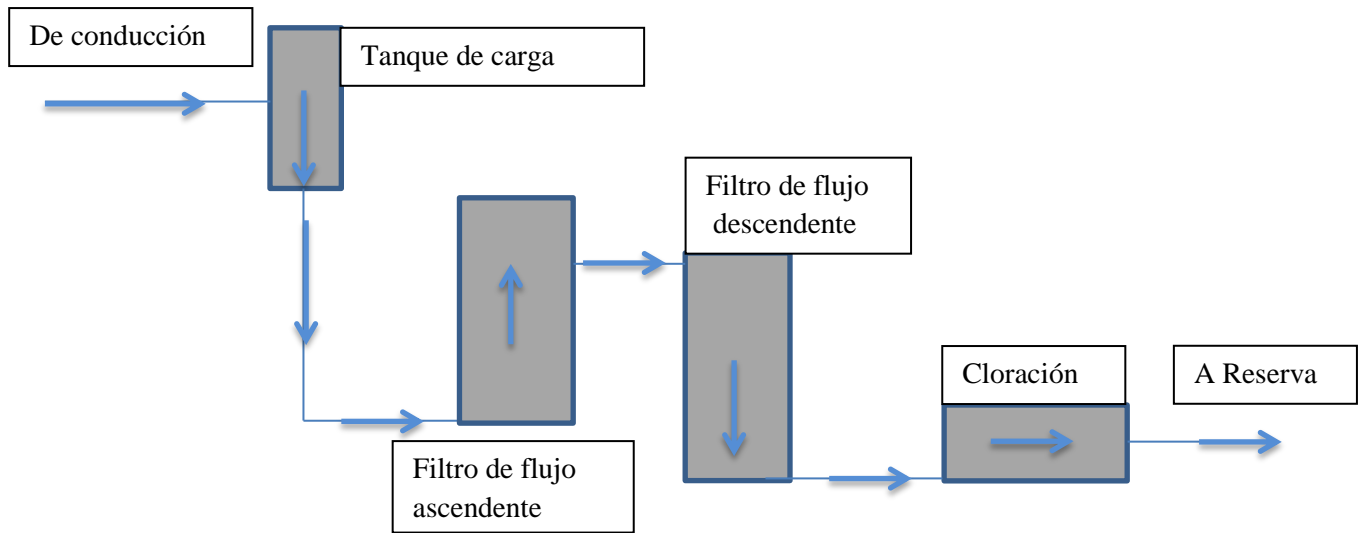 De conducción
Tanque de carga
Filtro de flujo
descendente
Filtro de flujo
ascendente
Cloración
A Reserva